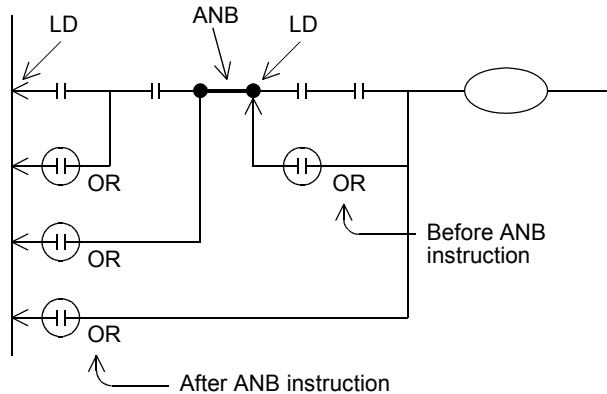 LD
ANB
LD
OR
OR
OR
Before ANB
instruction
OR
After ANB instruction